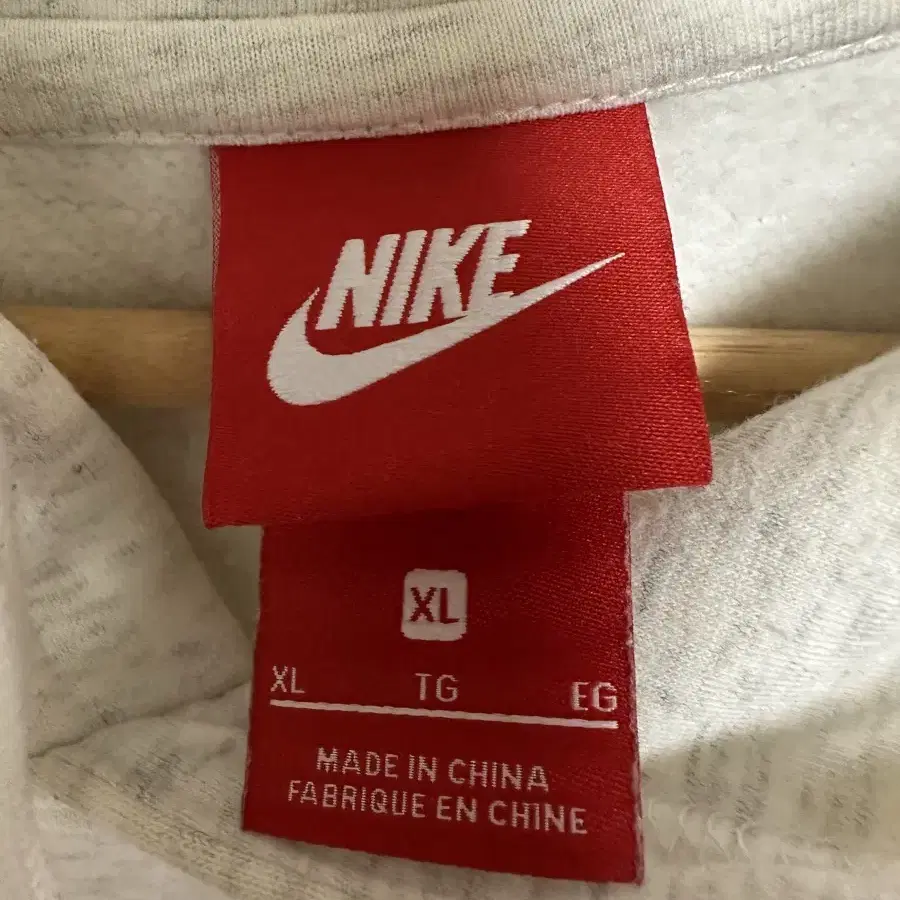 NIKE
XL
XL TG EG
MADE IN CHINA
FABRIQUE EN CHINE